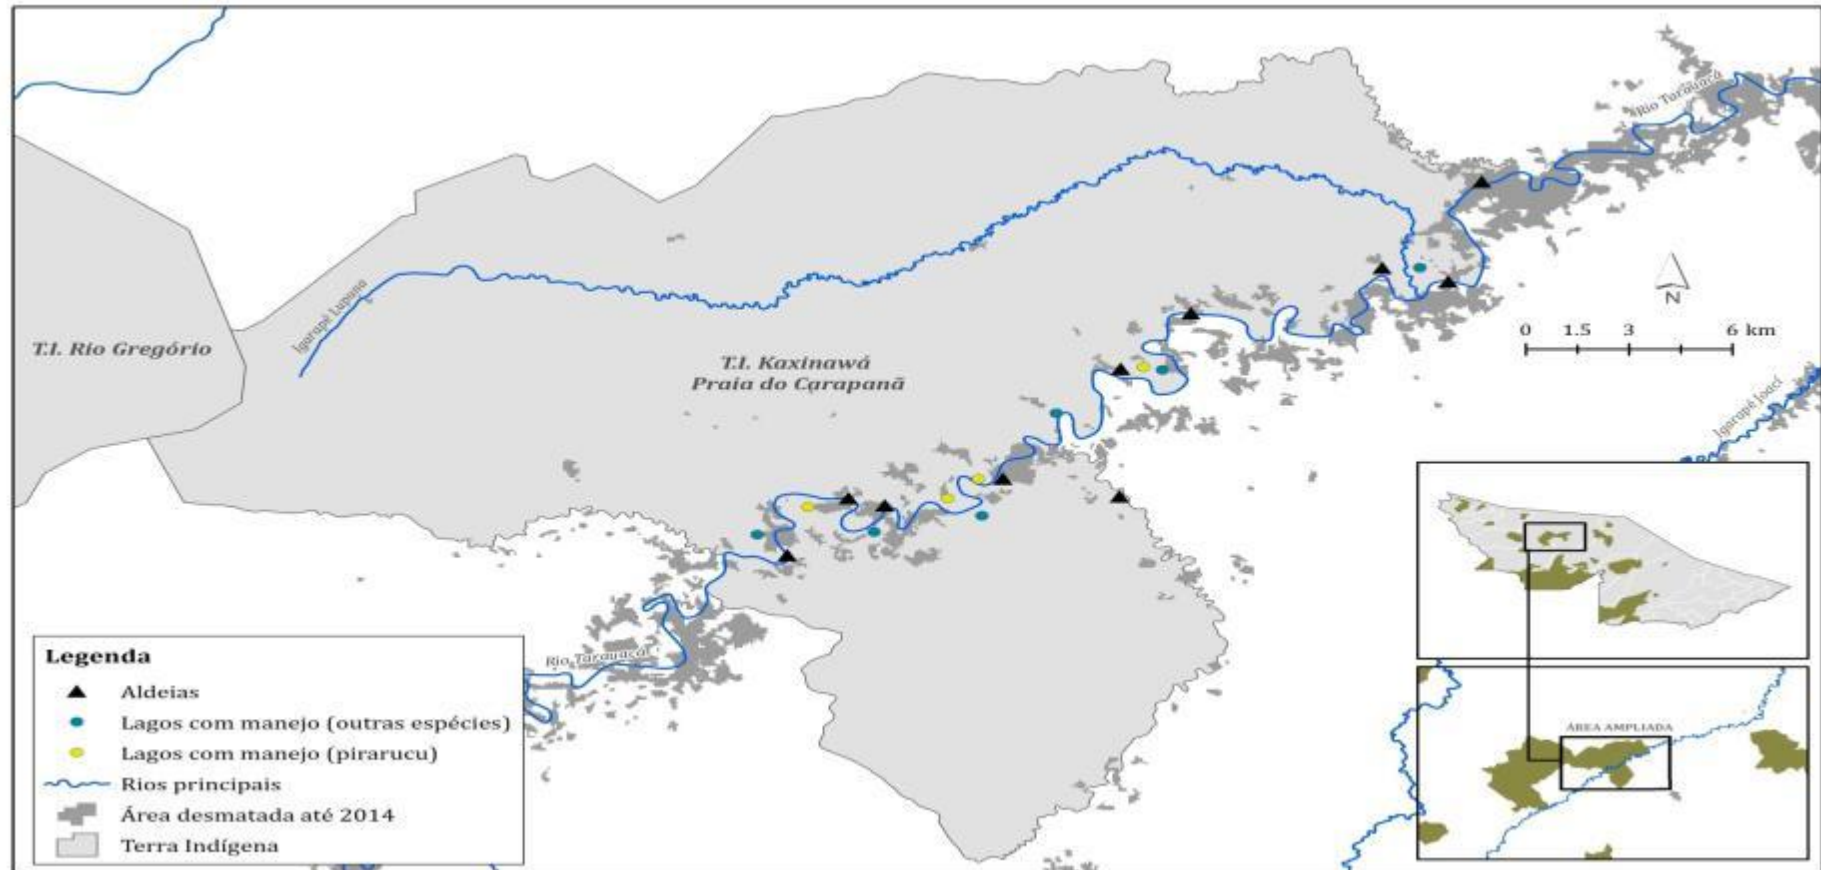 Rio Tarauacá
Igarapé Lupuna
T.I. Rio Gregório
T.I. Kaxinawá
Praia do Carapanã
N
0 1.5 3 6 km
Igarapé Joaci
Rio Tarauacá
ÁREA AMPLIADA
Legenda
Aldeias
Lagos com manejo (outras espécies)
Lagos com manejo (pirarucu)
Rios principais
Área desmatada até 2014
Terra Indígena